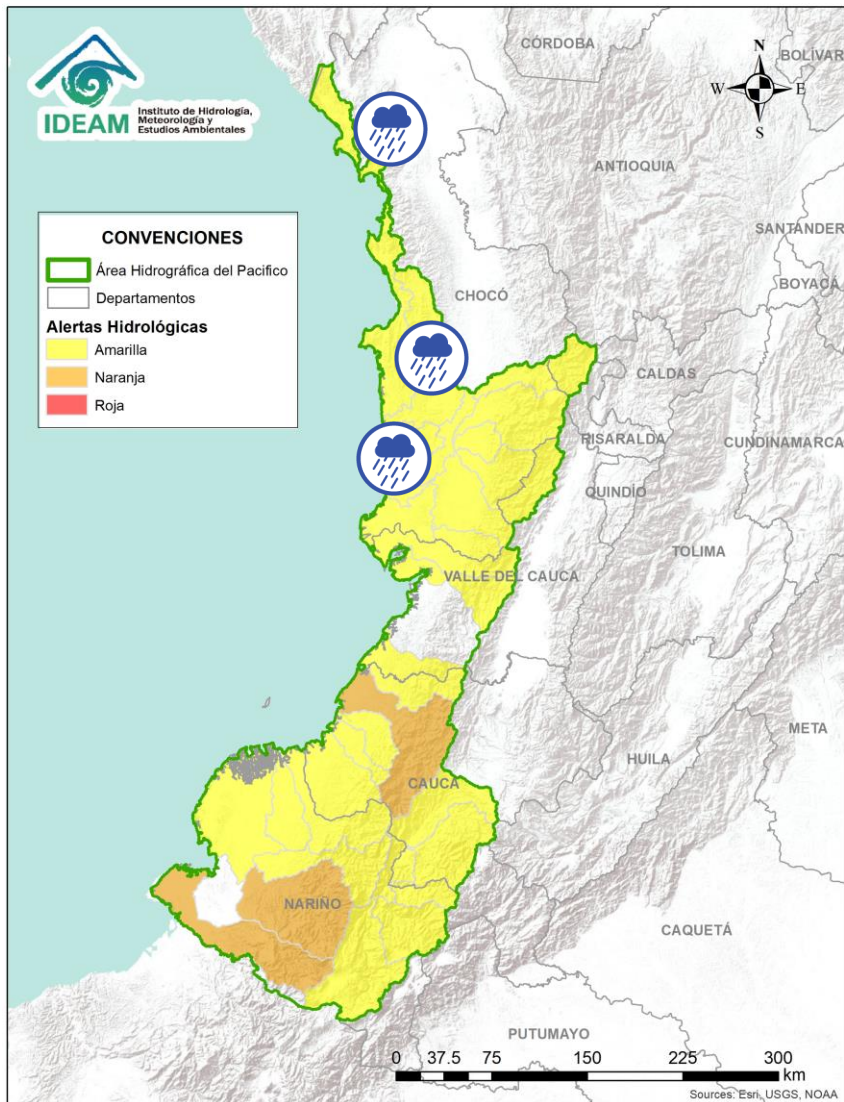 IDEAM
Instituto de Hidrología,
Meteorología y
Estudios Ambientales
CÓRDOBA
BOLÍVAR
N
W
E
S
ANTIOQUIA
SANTANDER
BOYACÁ
CONVENCIONES
Área Hidrográfica del Pacifico
Departamentos
Alertas Hidrológicas
Amarilla
Naranja
Roja
CHOCÓ
CALDAS
RISARALDA
CUNDINAMARCA
QUINDÍO
TOLIMA
VALLE DEL CAUCA
META
HUILA
CAUCA
NARIÑO
CAQUETÁ
PUTUMAYO
0 37.5 75 150 225 300
km
Sources: Esri, USGS, NOAA